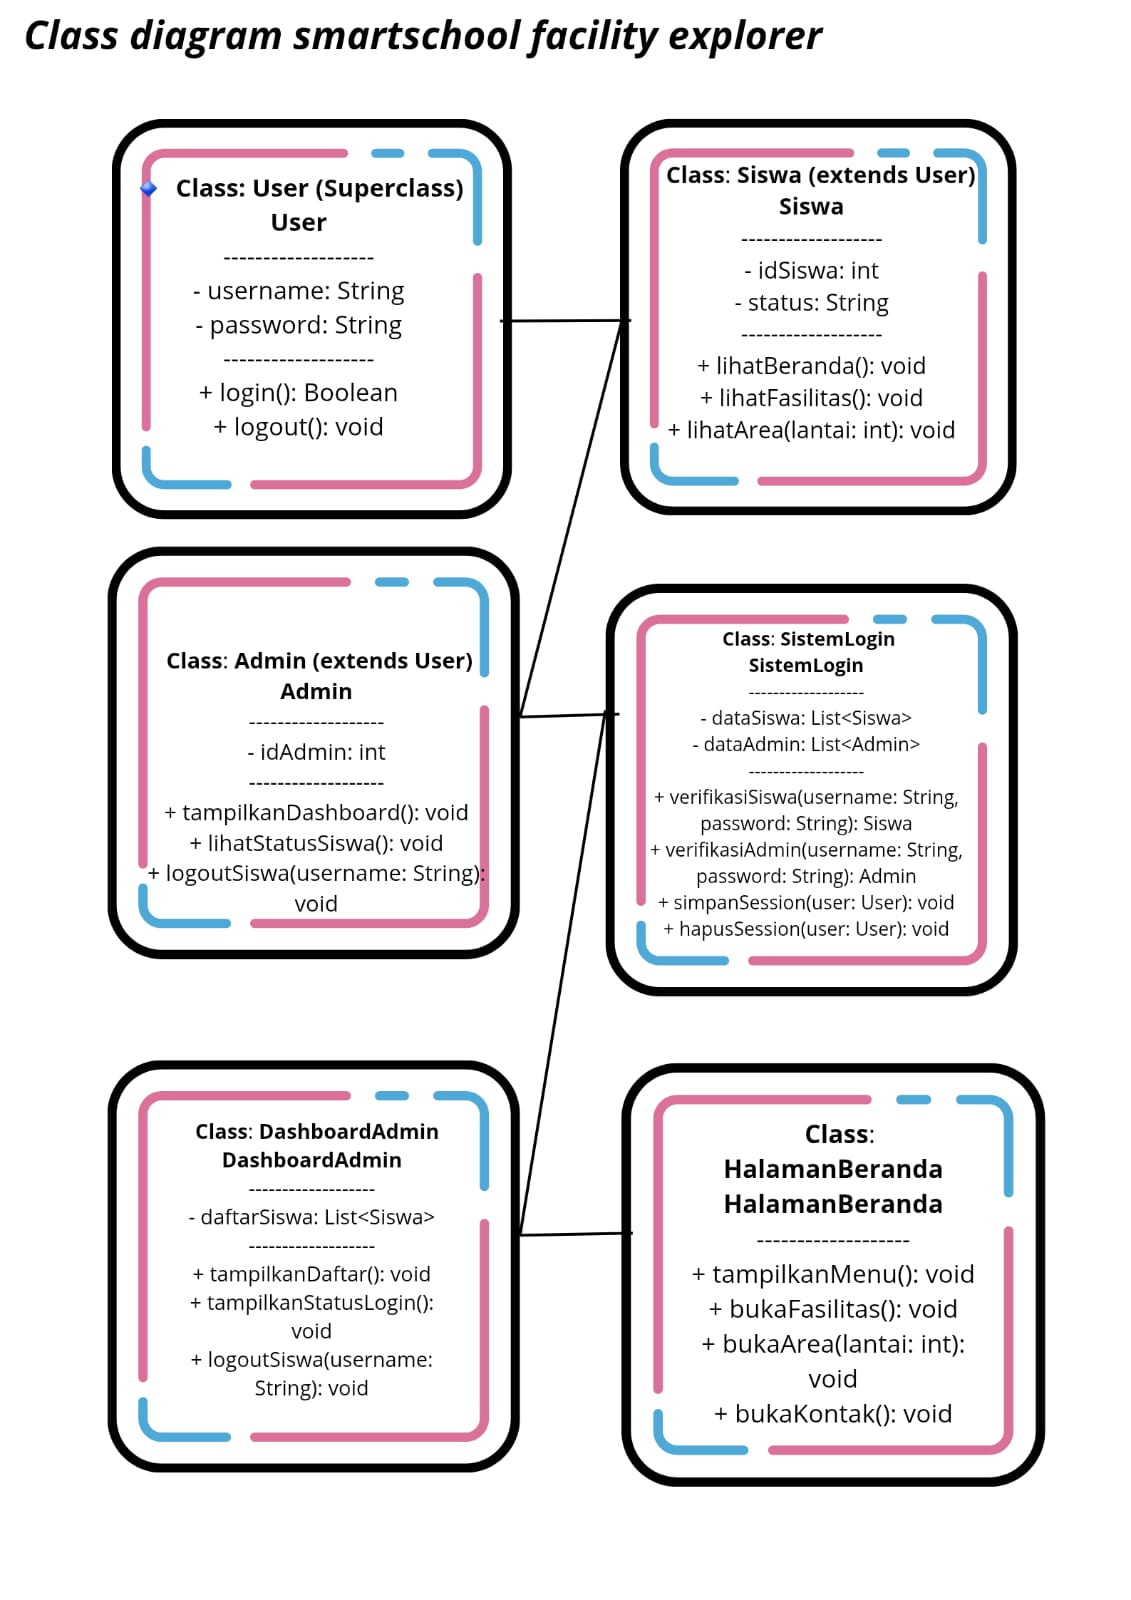 Class diagram smartschool facility explorer
Class: User (Superclass)
User
-------------------
- username: String
- password: String
-------------------
+ login(): Boolean
+ logout(): void
Class: Siswa (extends User)
Siswa
-------------------
- idSiswa: int
- status: String
-------------------
+ lihatBeranda(): void
+ lihatFasilitas(): void
+ lihatArea(lantai: int): void
Class: Admin (extends User)
Admin
-------------------
- idAdmin: int
-------------------
+ tampilkanDashboard(): void
+ lihatStatusSiswa(): void
+ logoutSiswa(username: String):
void
Class: SistemLogin
SistemLogin
-------------------
- dataSiswa: List<Siswa>
- dataAdmin: List<Admin>
-------------------
+ verifikasiSiswa(username: String,
password: String): Siswa
+ verifikasiAdmin(username: String,
password: String): Admin
+ simpanSession(user: User): void
+ hapusSession(user: User): void
Class: DashboardAdmin
DashboardAdmin
-------------------
- daftarSiswa: List<Siswa>
-------------------
+ tampilkanDaftar(): void
+ tampilkanStatusLogin():
void
+ logoutSiswa(username:
String): void
Class:
HalamanBeranda
HalamanBeranda
-------------------
+ tampilkanMenu(): void
+ bukaFasilitas(): void
+ bukaArea(lantai: int):
void
+ bukaKontak(): void